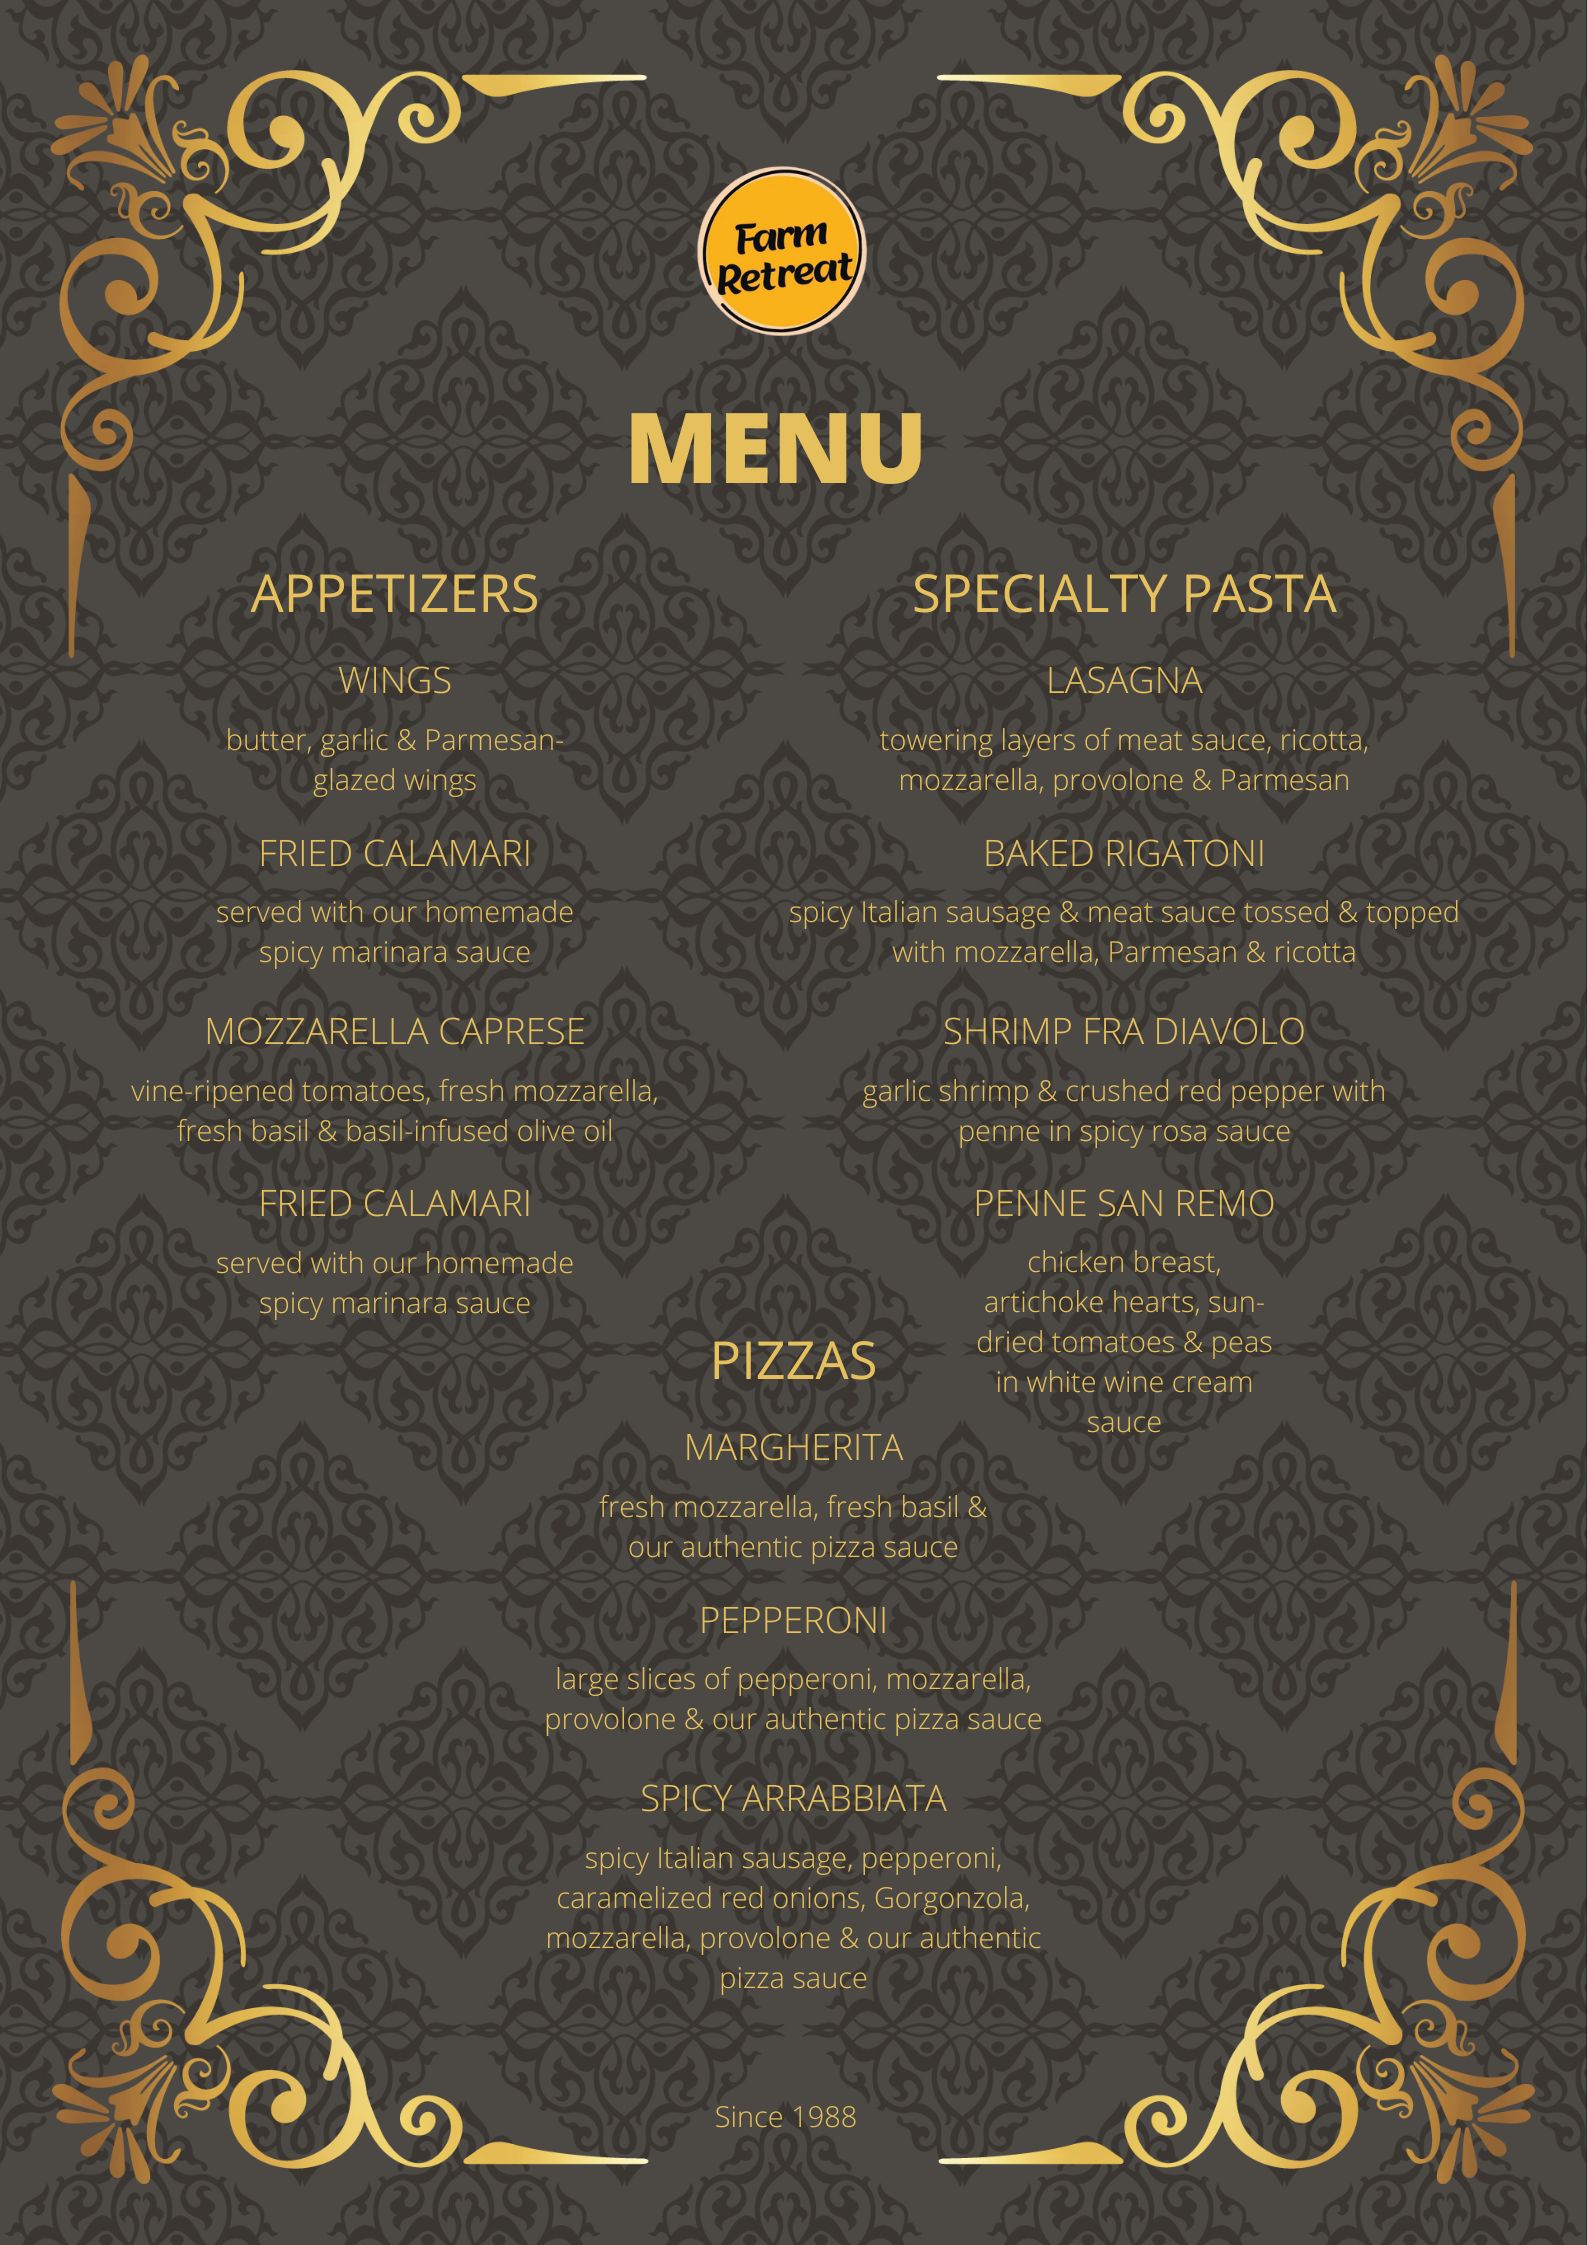 Farm
Retreat
MENU
APPETIZERS
WINGS
butter, garlic & Parmesan-
glazed wings
FRIED CALAMARI
served with our homemade
spicy marinara sauce
MOZZARELLA CAPRESE
vine-ripened tomatoes, fresh mozzarella,
fresh basil & basil-infused olive oil
FRIED CALAMARI
served with our homemade
spicy marinara sauce
SPECIALTY PASTA
LASAGNA
towering layers of meat sauce, ricotta,
mozzarella, provolone & Parmesan
BAKED RIGATONI
spicy Italian sausage & meat sauce tossed & topped
with mozzarella, Parmesan & ricotta
SHRIMP FRA DIAVOLO
garlic shrimp & crushed red pepper with
penne in spicy rosa sauce
PENNE SAN REMO
chicken breast,
artichoke hearts, sun-
dried tomatoes & peas
in white wine cream
sauce
PIZZAS
MARGHERITA
fresh mozzarella, fresh basil &
our authentic pizza sauce
PEPPERONI
large slices of pepperoni, mozzarella,
provolone & our authentic pizza sauce
SPICY ARRABBIATA
spicy Italian sausage, pepperoni,
caramelized red onions, Gorgonzola,
mozzarella, provolone & our authentic
pizza sauce
Since 1988